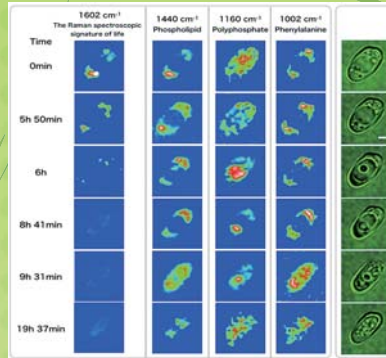 1602 cm⁻¹ 1440 cm⁻¹ 1160 cm⁻¹ 1002 cm⁻¹
The Raman spectroscopic signature of life Phospholipid Polyphosphate Phenylalanine
Time
0min
5h 50min
6h
8h 41min
9h 31min
19h 37min